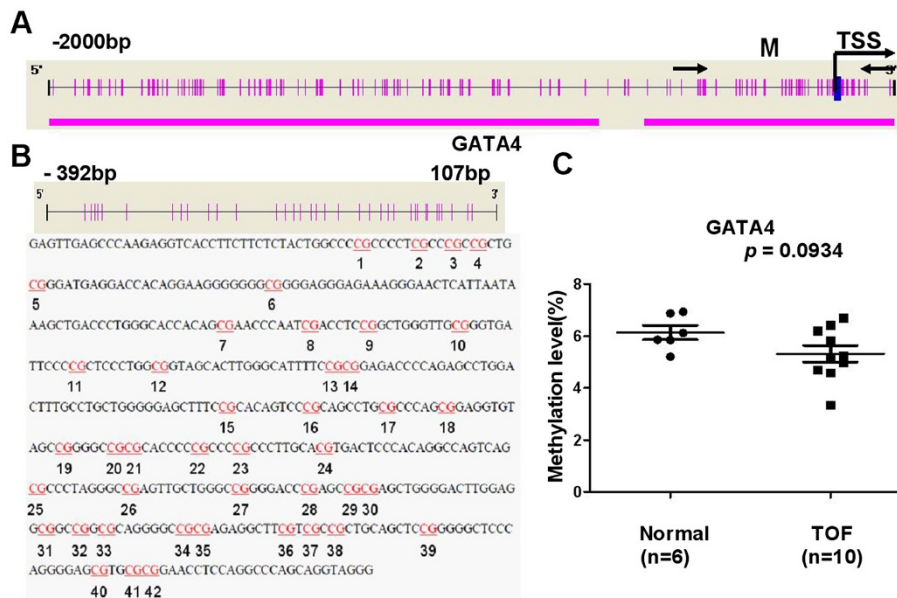 A
-2000bp
M
TSS
5'
3'
GATA4
B
- 392bp
107bp
5'
3'
GAGTTGAGCCCAAGAGGTCACCTTCTTCTCTACTGGCCCCGCCCCTCGCCCGCCGCTG
1 2 3 4
CGGGATGAGGACCACAGGAAGGGGGGGCGGGGAGGGAGAAAGGGAACTCATTAATA
5 6
AAGCTGACCCTGGGCACCACAGCGAACCCAATCGACCTCCGGCTGGGTTGCGGGTGA
7 8 9 10
TTCCCCGCTCCCTGGCGGTAGCACTTGGGCATTTTCCGCGGAGACCCCAGAGCCTGGA
11 12 13 14
CTTTGCCTGCTGGGGGAGCTTTCCGCACAGTCCCGCAGCCTGCGCCCAGCGGAGGTGT
15 16 17 18
AGCCGGGGCCGCGCACCCCCCGCCCCGCCCTTGCACGTGACTCCCACAGGCCAGTCAG
19 20 21 22 23 24
CGCCCTAGGGCCGAGTTGCTGGGCCGGGGACCCGAGCCGCGAGCTGGGGACTTGGAG
25 26 27 28 29 30
GCGGCCGGCGCAGGGGCCGCGAGAGGCTTCGTCGCCGCTGCAGCTCCGGGGGCTCCC
31 32 33 34 35 36 37 38 39
AGGGGAGCGTGCGCGGAACCTCCAGGCCCAGCAGGTAGGG
40 41 42
C
GATA4
p = 0.0934
Methylation level(%)
8
6
4
2
0
Normal
(n=6)
TOF
(n=10)